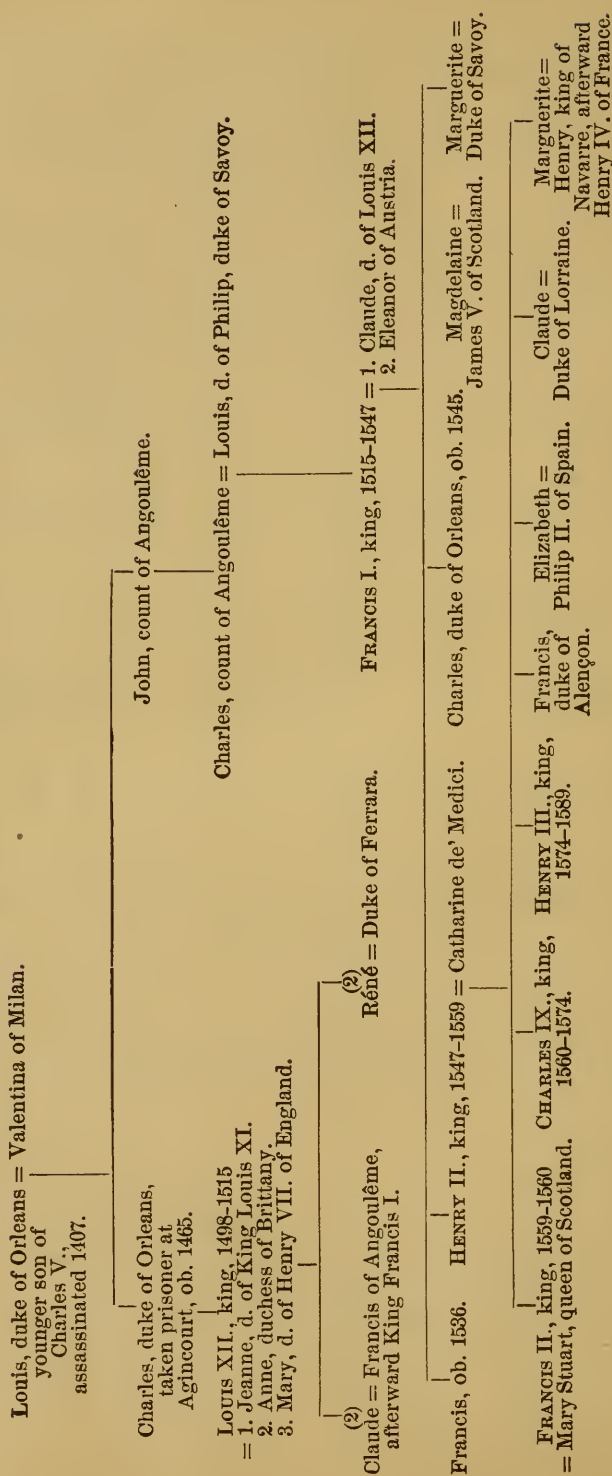 Louis, duke of Orleans = Valentina of Milan.
younger son of
Charles V.,
assassinated 1407.
Charles, duke of Orleans,
taken prisoner at
Agincourt, ob. 1465.
John, count of Angoulême.
LOUIS XII., king, 1498-1515
= 1. Jeanne, d. of King Louis XI.
2. Anne, duchess of Brittany.
3. Mary, d. of Henry VII. of England.
Charles, count of Angoulême = Louis, d. of Philip, duke of Savoy.
(2)
Claude = Francis of Angoulême,
afterward King Francis I.
(2)
Réné = Duke of Ferrara.
FRANCIS I., king, 1515-1547 = 1. Claude, d. of Louis XII.
2. Eleanor of Austria.
Francis, ob. 1536.
HENRY II., king, 1547-1559 = Catharine de' Medici.
Charles, duke of Orleans, ob. 1545.
Magdelaine =
James V. of Scotland.
Marguerite =
Duke of Savoy.
FRANCIS II., king, 1559-1560
= Mary Stuart, queen of Scotland.
CHARLES IX., king,
1560-1574.
HENRY III., king,
1574-1589.
Francis,
duke of
Alençon.
Elizabeth =
Philip II. of Spain.
Claude =
Duke of Lorraine.
Marguerite =
Henry, king of
Navarre, afterward
Henry IV. of France.